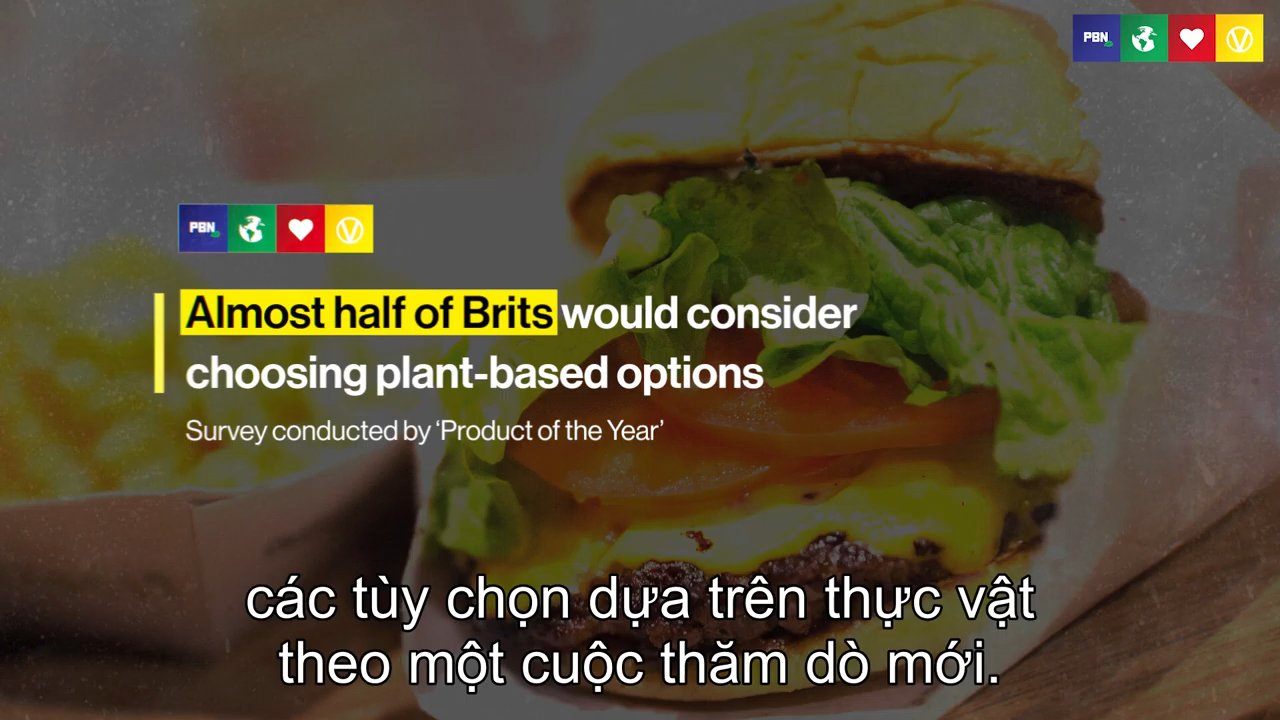 PBN
PBN
Almost half of Brits would consider
choosing plant-based options
Survey conducted by ‘Product of the Year’
các tùy chọn dựa trên thực vật
theo một cuộc thăm dò mới.